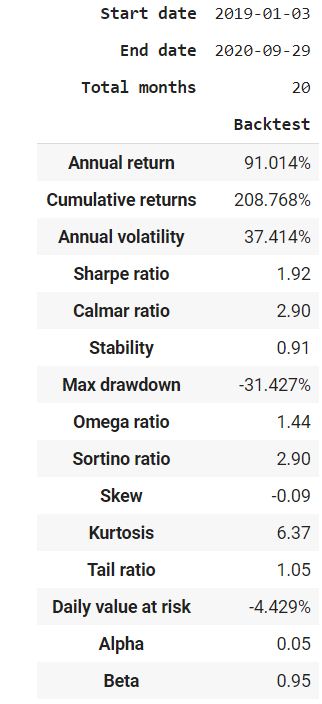 Start date 2019-01-03
End date 2020-09-29
Total months 20
Backtest
Annual return 91.014%
Cumulative returns 208.768%
Annual volatility 37.414%
Sharpe ratio 1.92
Calmar ratio 2.90
Stability 0.91
Max drawdown -31.427%
Omega ratio 1.44
Sortino ratio 2.90
Skew -0.09
Kurtosis 6.37
Tail ratio 1.05
Daily value at risk -4.429%
Alpha 0.05
Beta 0.95